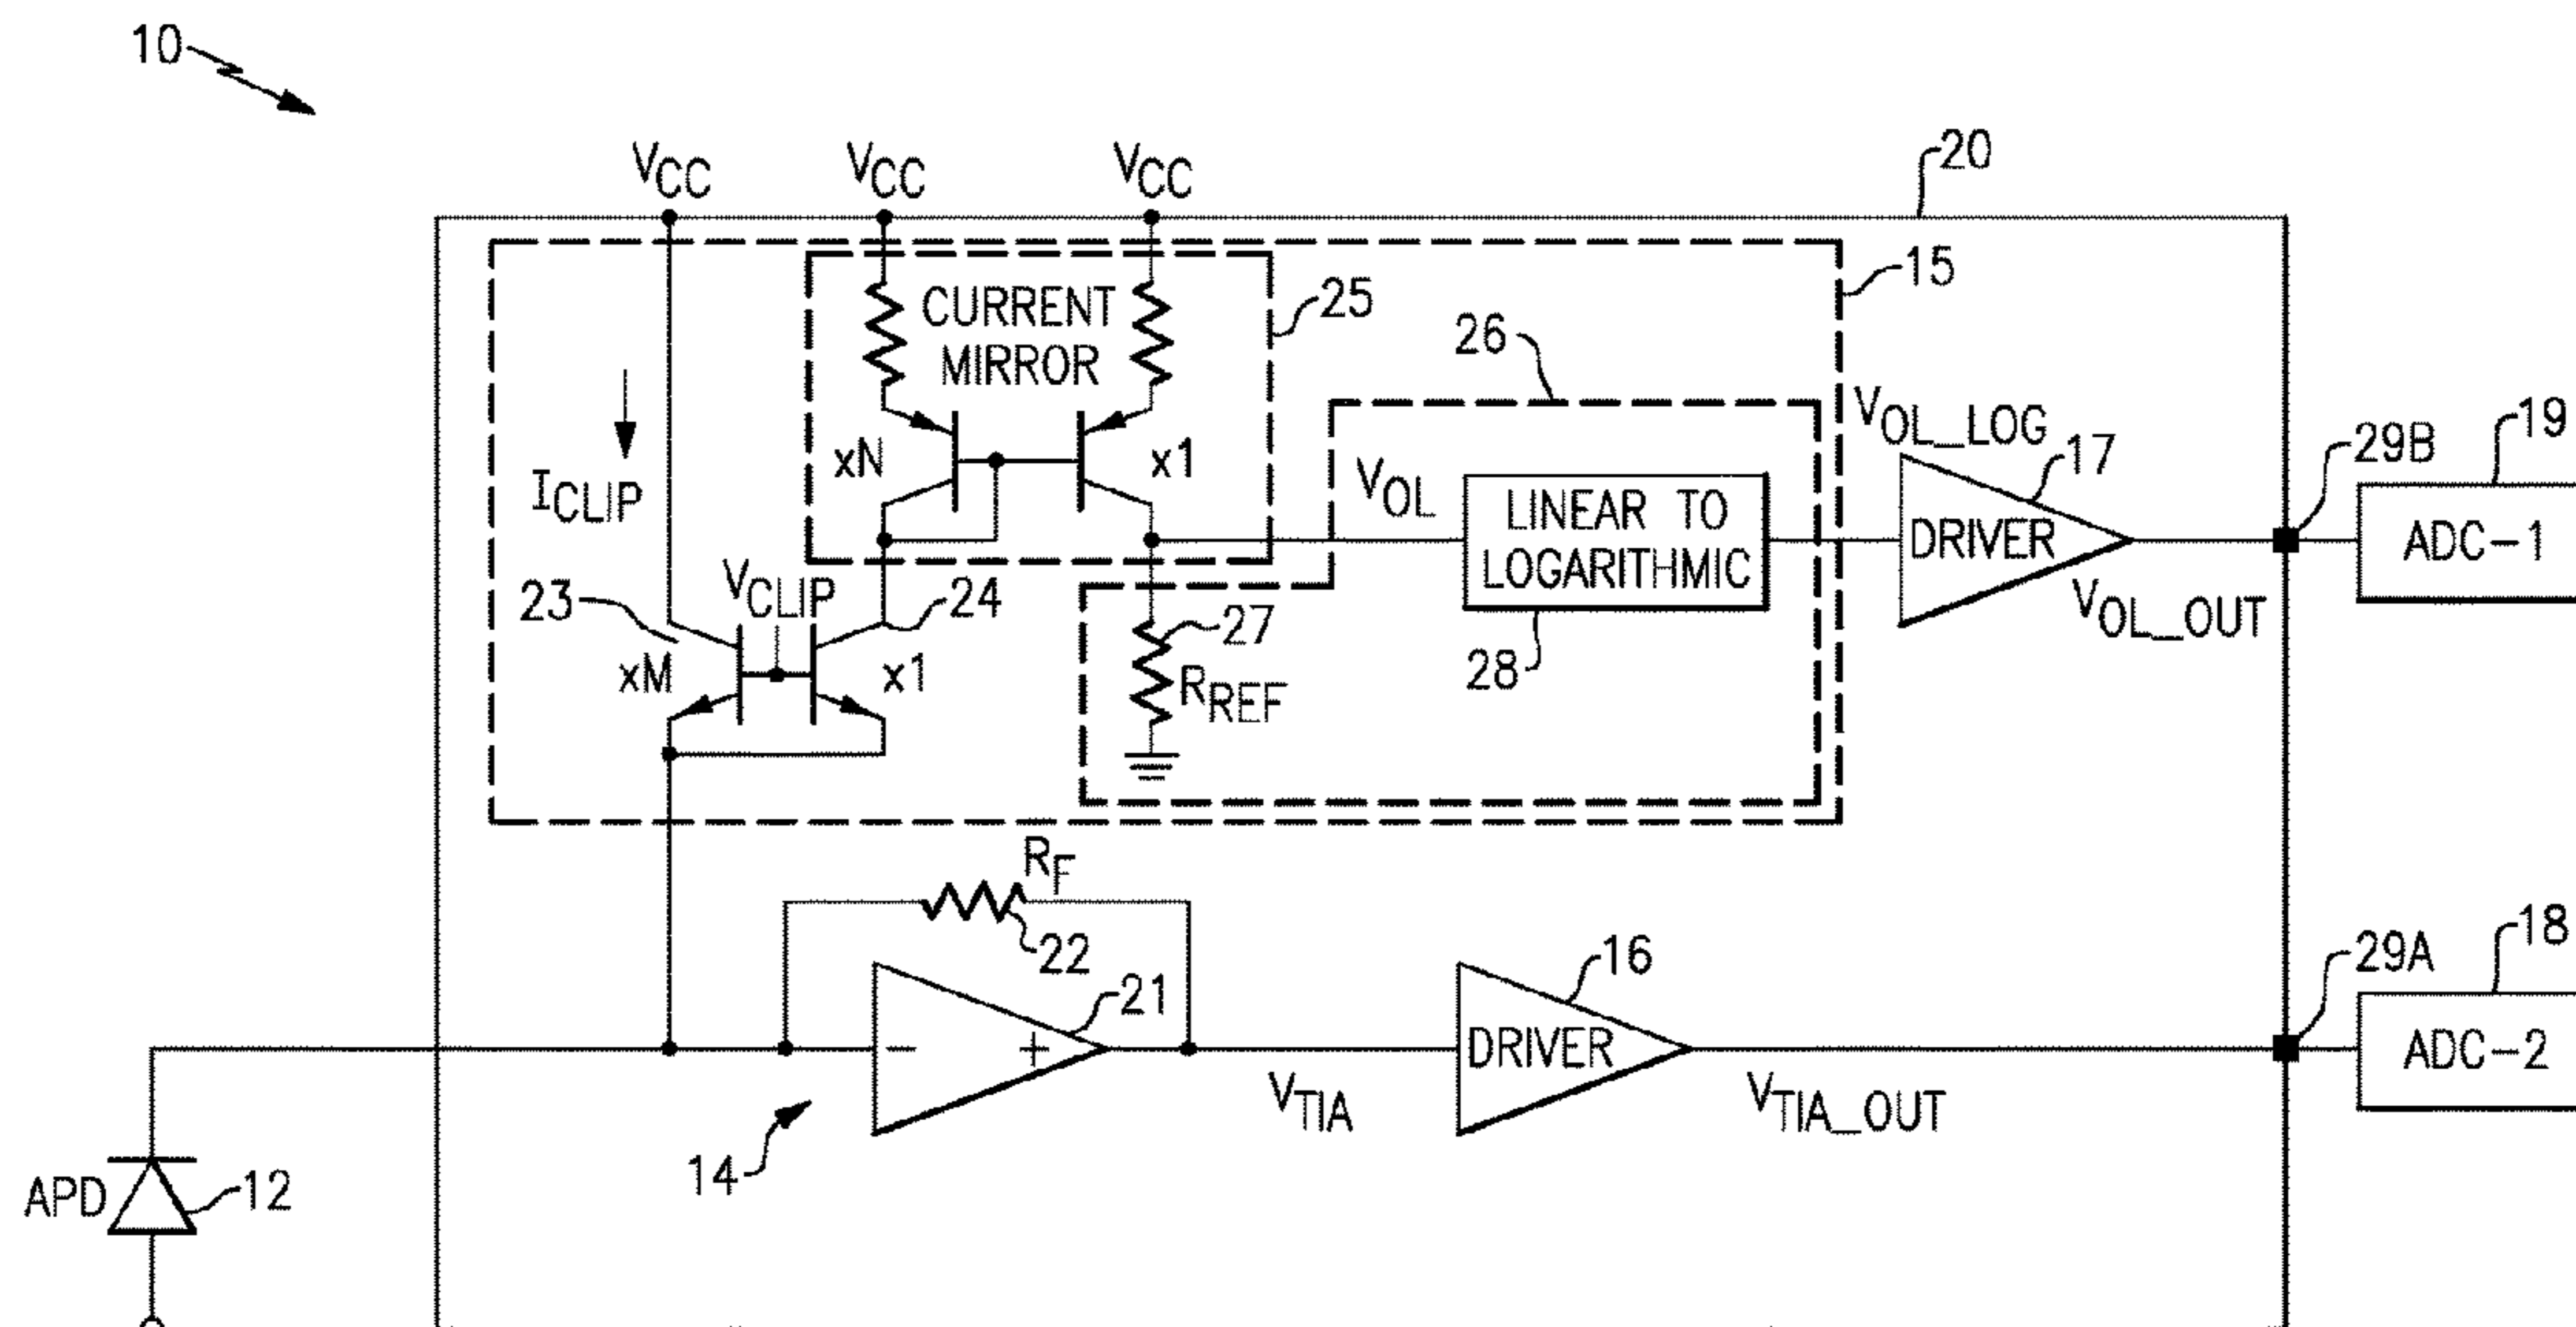 10
VCC
VCC
VCC
20
15
CURRENT
MIRROR
25
26
ICLIP
xN
x1
VOL
LINEAR TO
LOGARITHMIC
28
VOL_LOG
17
DRIVER
VOL_OUT
29B
19
ADC-1
23
VCLIP
24
xM
x1
27
RREF
RF
22
21
-
+
14
VTIA
16
DRIVER
VTIA_OUT
29A
18
ADC-2
APD
12